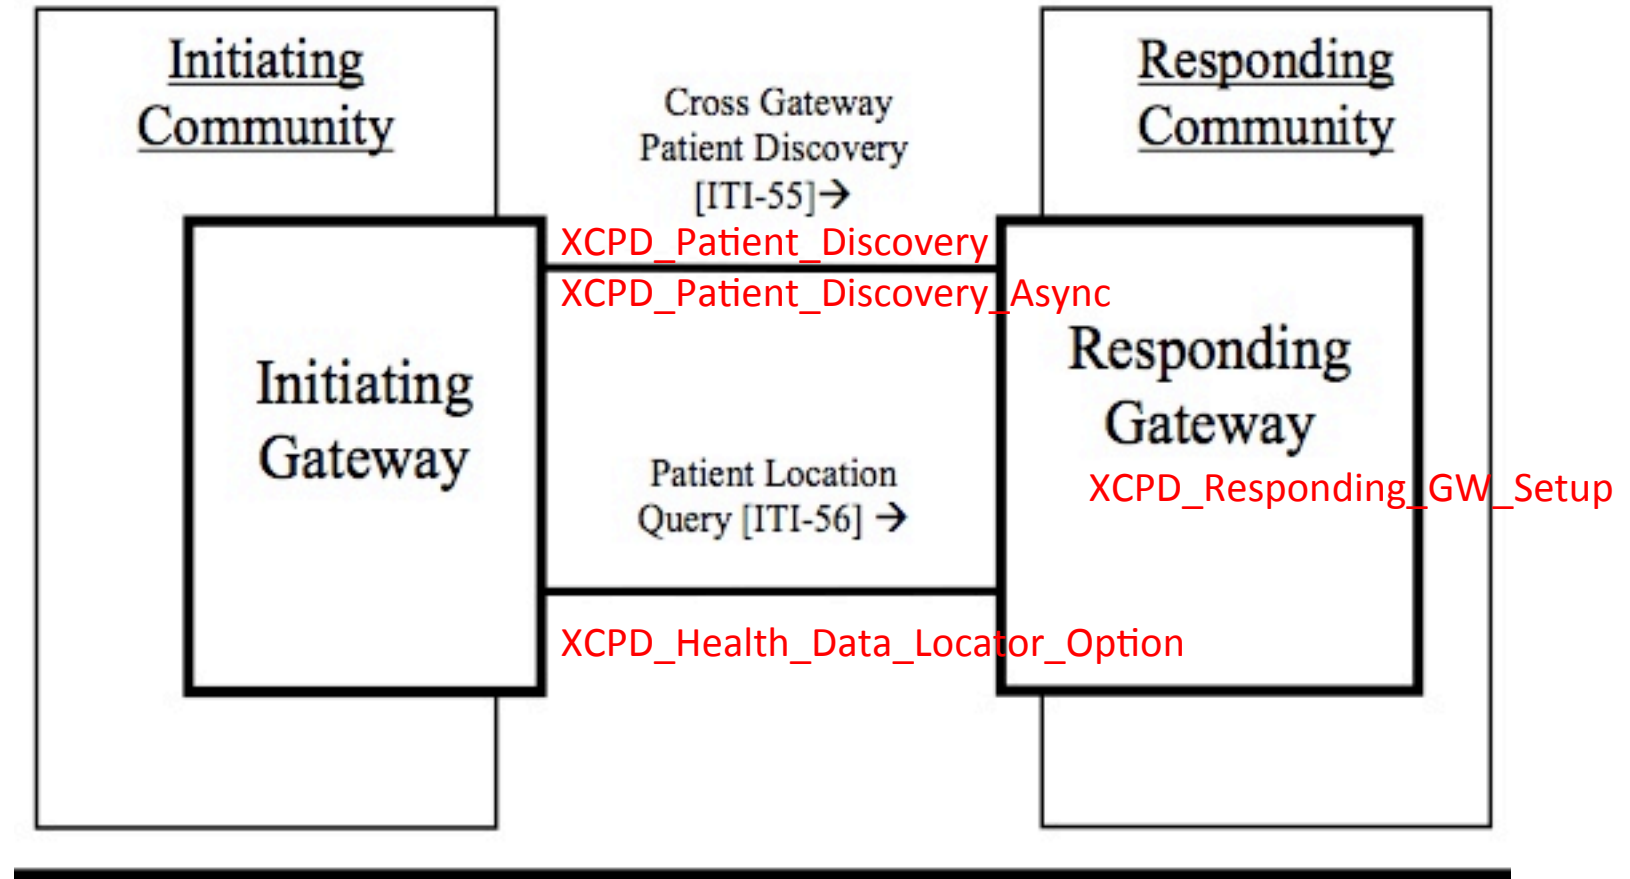 Initiating
Community
Cross Gateway
Patient Discovery
[ITI-55]→
Responding
Community
XCPD_Patient_Discovery
XCPD_Patient_Discovery_Async
Initiating
Gateway
Responding
Gateway
XCPD_Responding_GW_Setup
Patient Location
Query [ITI-56] →
XCPD_Health_Data_Locator_Option